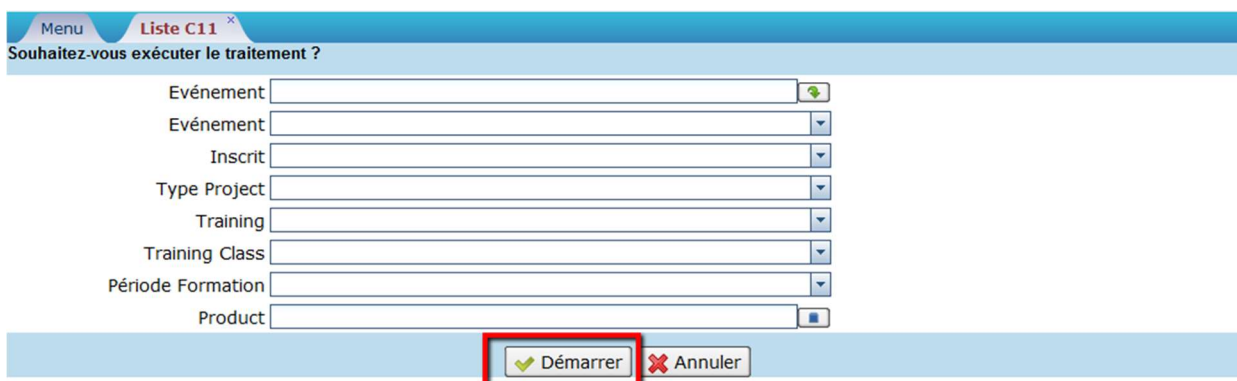 Menu Liste C11
Souhaitez-vous exécuter le traitement ?
Evénement
Evénement
Inscrit
Type Project
Training
Training Class
Période Formation
Product
Démarrer Annuler